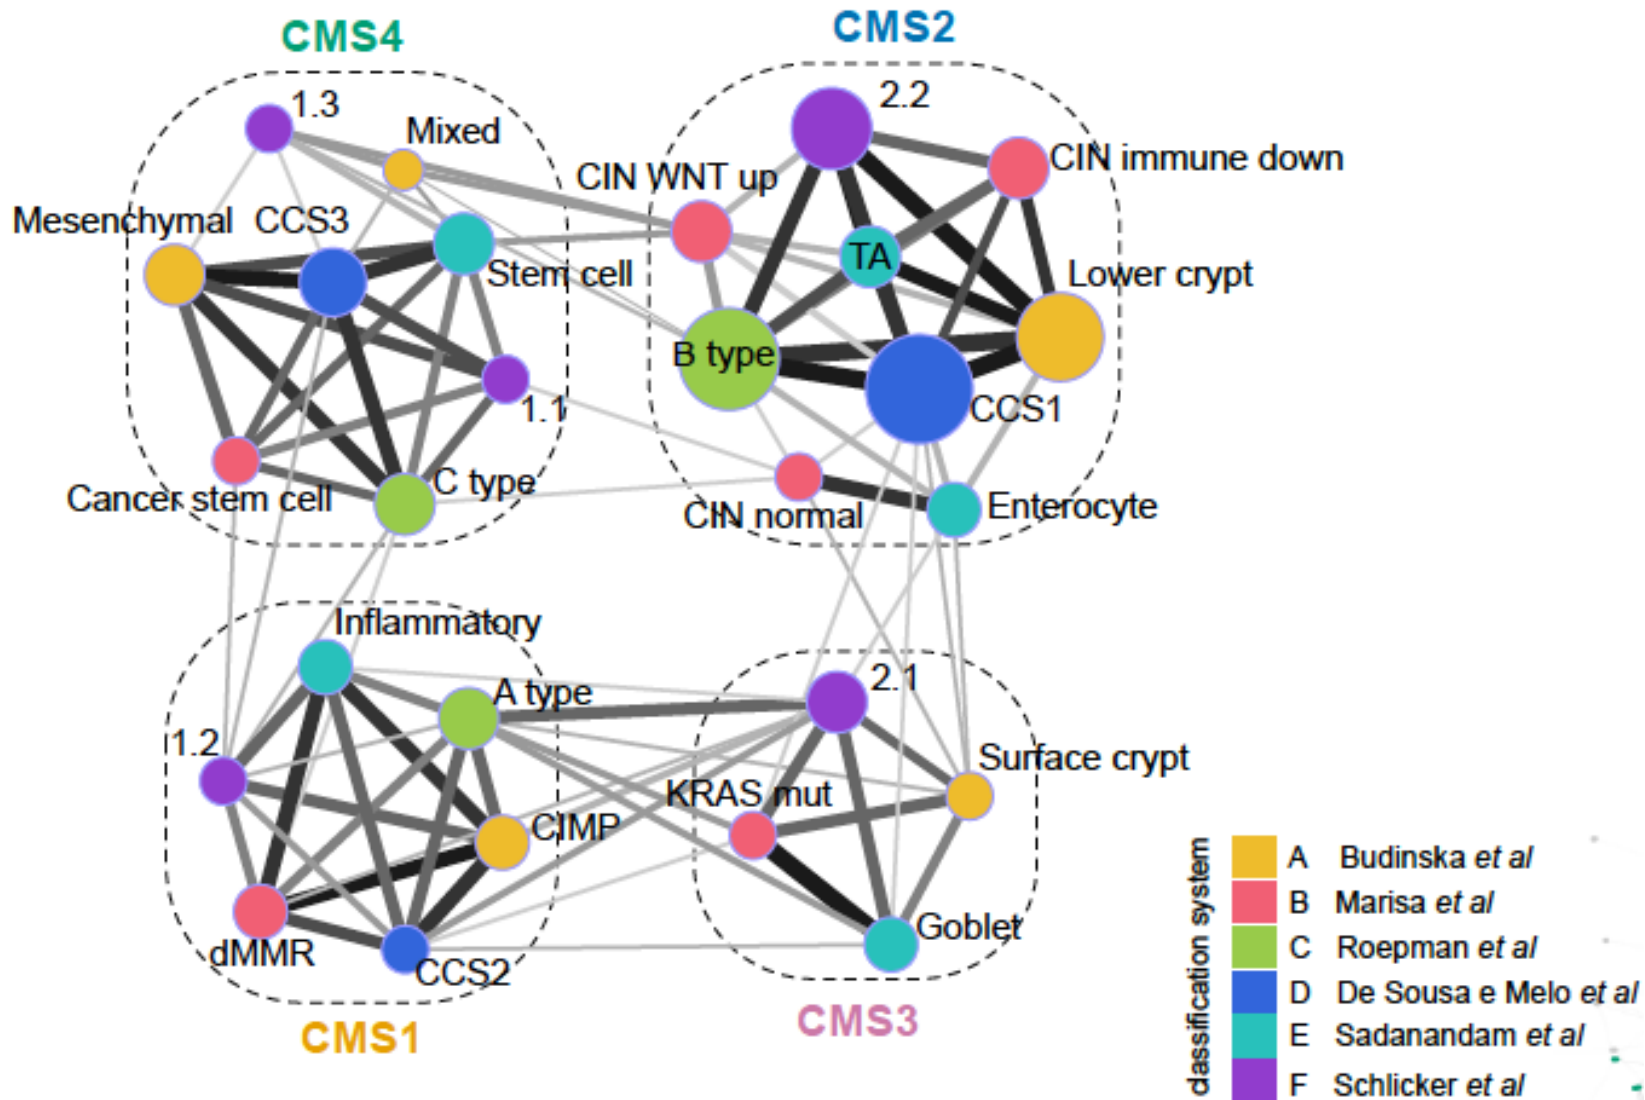 CMS4
CMS2
1.3
Mixed
2.2
CIN immune down
CIN WNT up
Mesenchymal
CCS3
Stem cell
TA
Lower crypt
B type
CCS1
1.1
C type
Cancer stem cell
CIN normal
Enterocyte
Inflammatory
A type
2.1
1.2
Surface crypt
KRAS mut
CIMP
Goblet
dMMR
CCS2
CMS1
CMS3
classification system
A Budinska et al
B Marisa et al
C Roepman et al
D De Sousa e Melo et al
E Sadanandam et al
F Schlicker et al